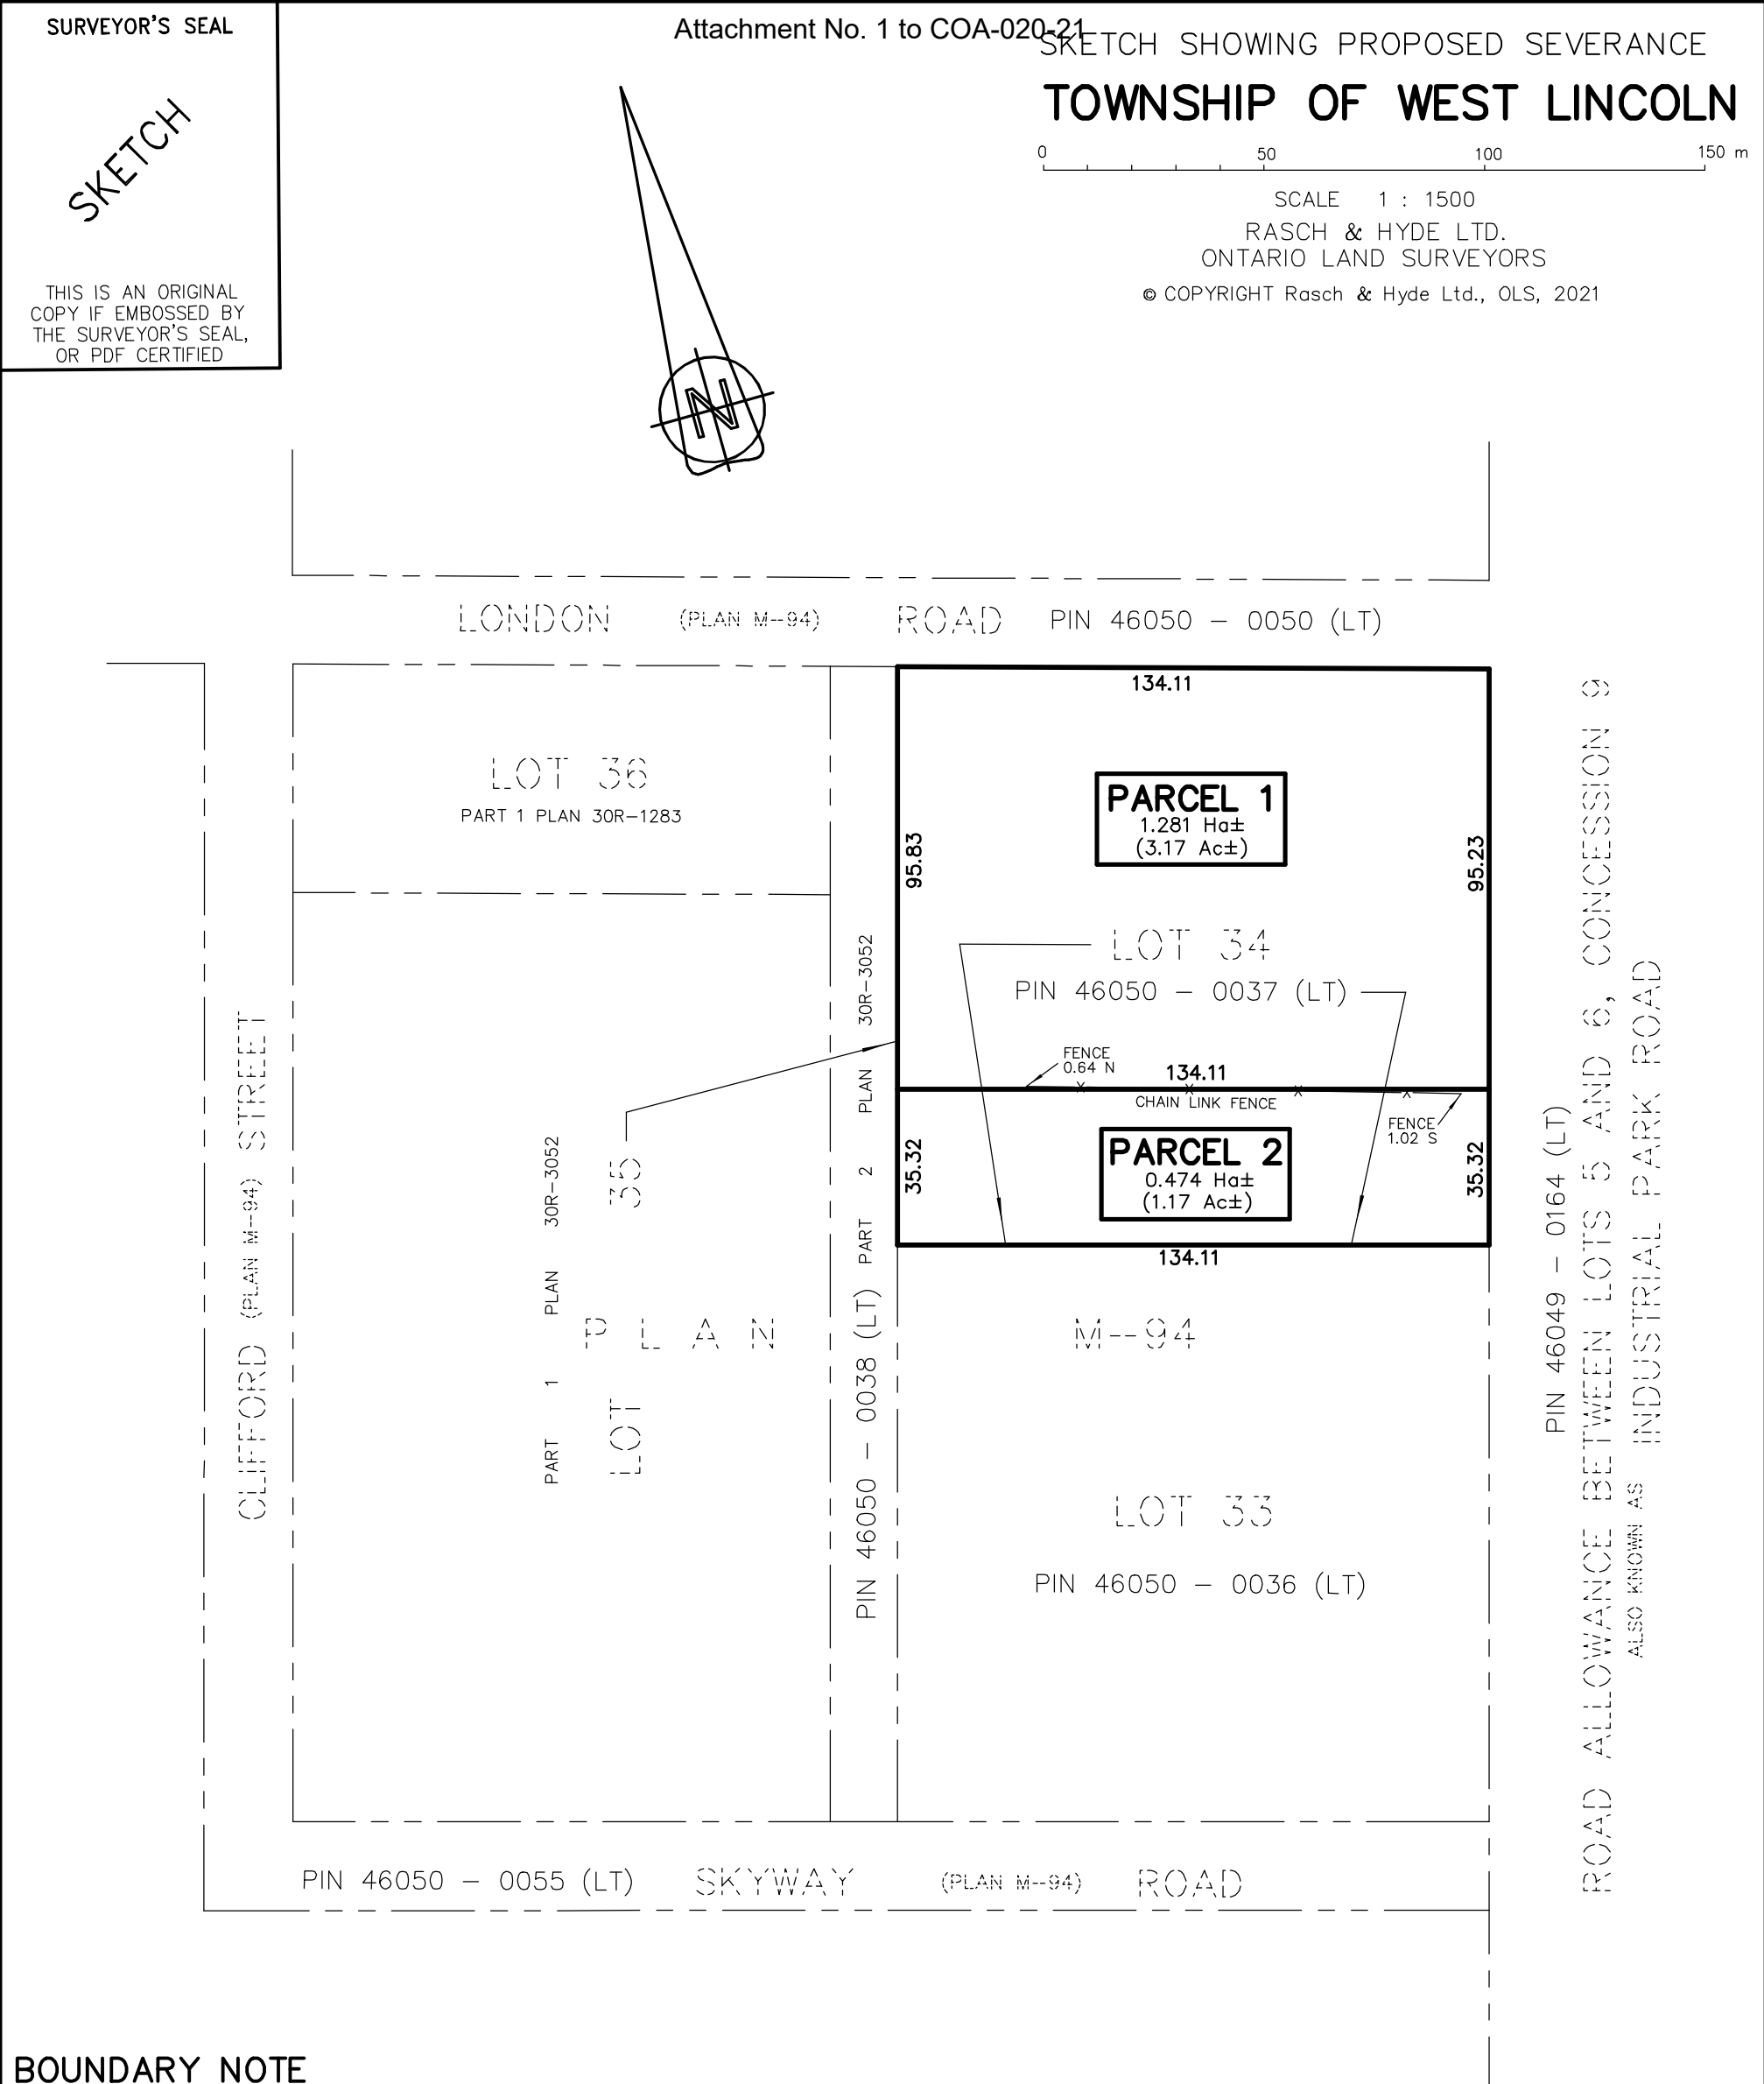 SURVEYOR'S SEAL
SKETCH
THIS IS AN ORIGINAL
COPY IF EMBOSSED BY
THE SURVEYOR'S SEAL,
OR PDF CERTIFIED
Attachment No. 1 to COA-020-21
SKETCH SHOWING PROPOSED SEVERANCE
TOWNSHIP OF WEST LINCOLN
0 50 100 150 m
SCALE 1 : 1500
RASCH & HYDE LTD.
ONTARIO LAND SURVEYORS
© COPYRIGHT Rasch & Hyde Ltd., OLS, 2021
N
LONDON (PLAN M--94) ROAD PIN 46050 - 0050 (LT)
134.11
LOT 36
PART 1 PLAN 30R-1283
PARCEL 1
1.281 Ha±
(3.17 Ac±)
95.83
95.23
LOT 34
PIN 46050 - 0037 (LT)
FENCE
0.64 N
134.11
CHAIN LINK FENCE
FENCE
1.02 S
PARCEL 2
0.474 Ha±
(1.17 Ac±)
35.32
35.32
134.11
CLIFFORD (PLAN M--94) STREET
PART 1 PLAN 30R-3052
LOT 35
PART 2 PLAN 30R-3052
PIN 46050 - 0038 (LT)
PLAN M--94
LOT 33
PIN 46050 - 0036 (LT)
PIN 46049 - 0164 (LT)
ROAD ALLOWANCE BETWEEN LOTS 5 AND 6, CONCESSION 9
ALSO KNOWN AS INDUSTRIAL PARK ROAD
PIN 46050 - 0055 (LT) SKYWAY (PLAN M--94) ROAD
BOUNDARY NOTE